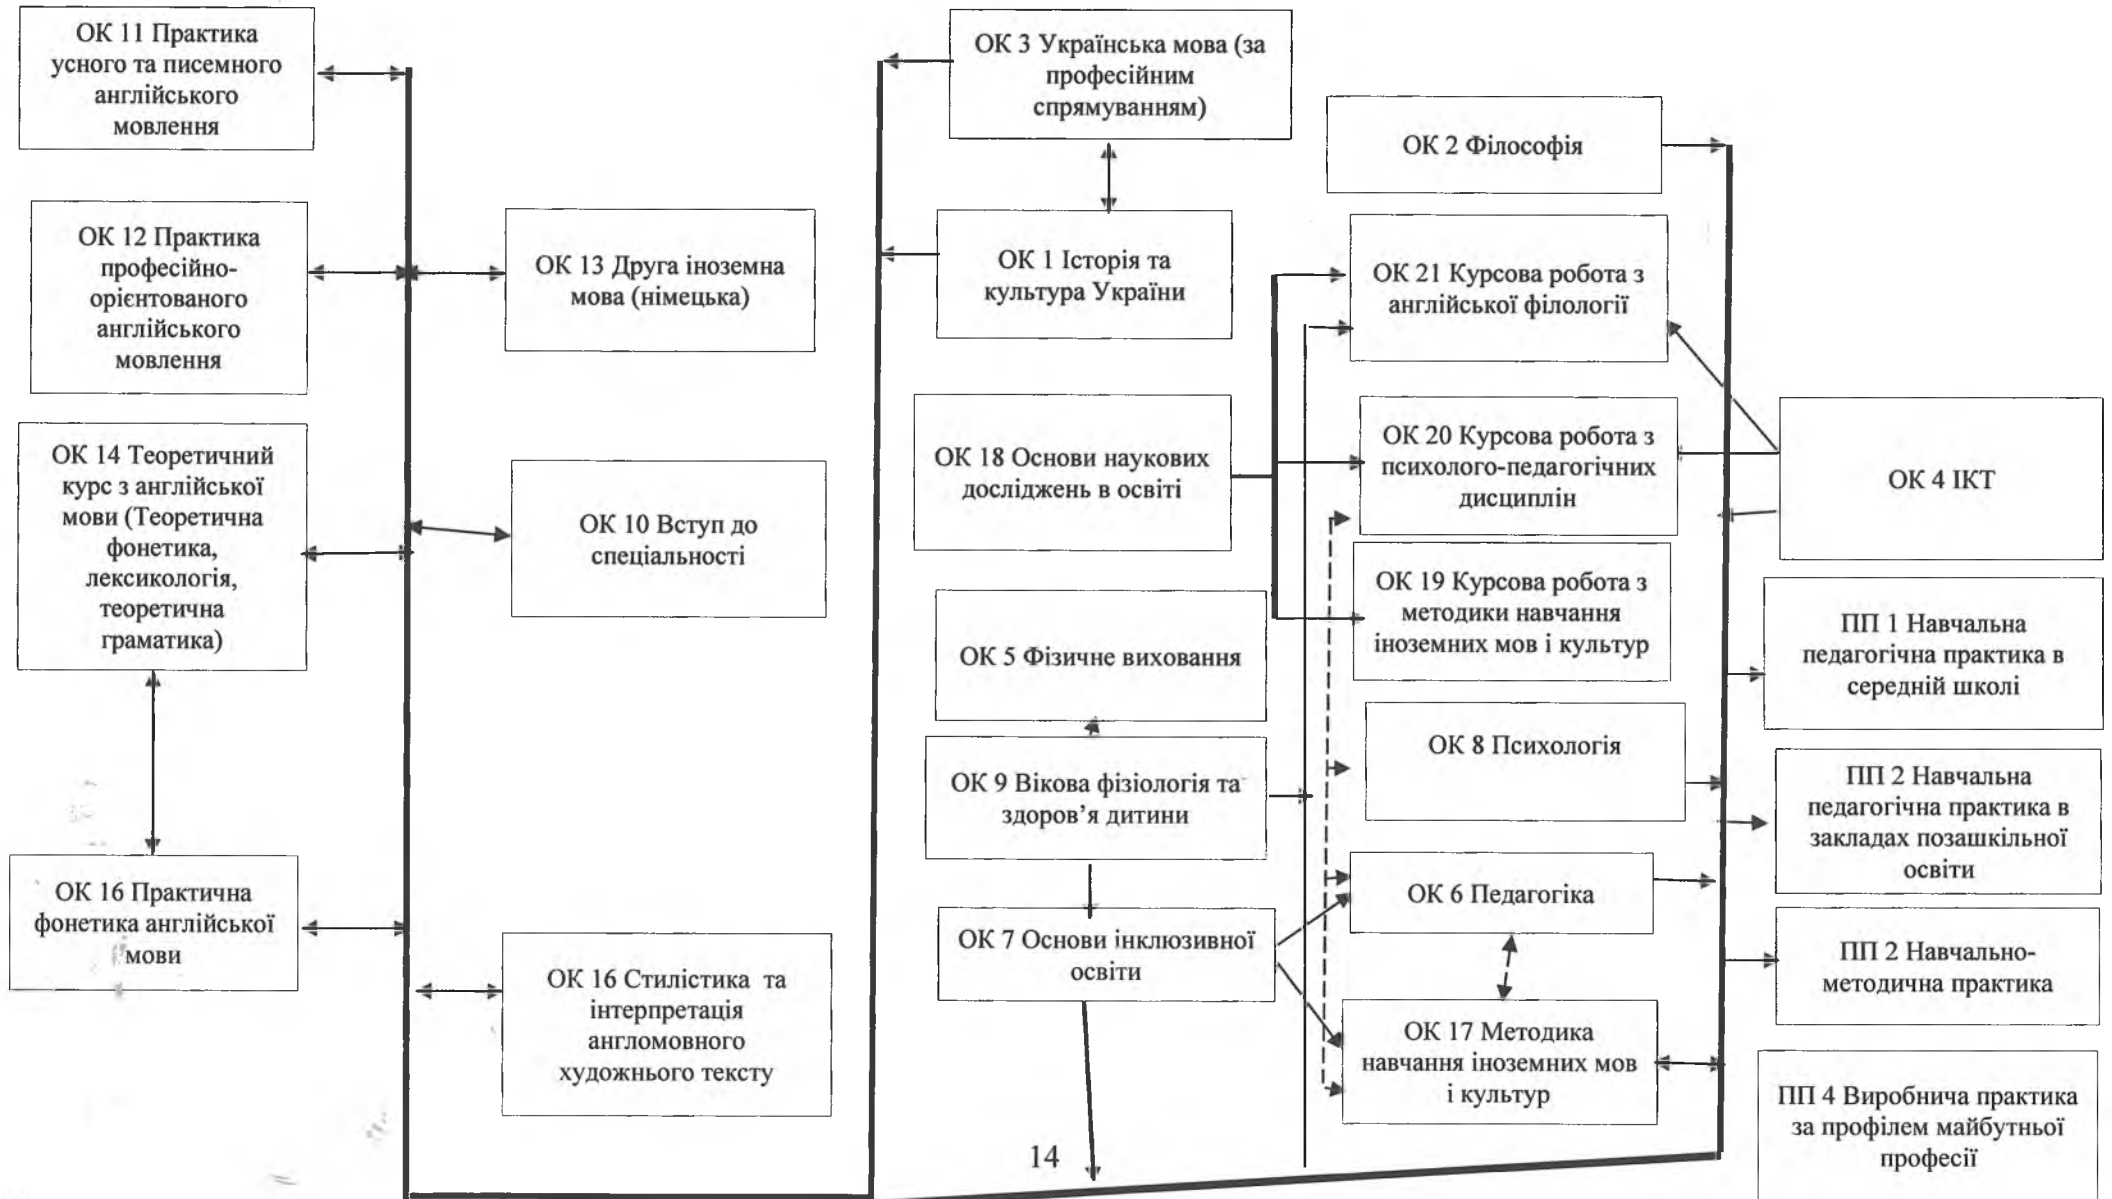 ОК 11 Практика
усного та писемного
англійського
мовлення
ОК 12 Практика
професійно-
орієнтованого
англійського
мовлення
ОК 14 Теоретичний
курс з англійської
мови (Теоретична
фонетика,
лексикологія,
теоретична
граматика)
ОК 16 Практична
фонетика англійської
мови
ОК 13 Друга іноземна
мова (німецька)
ОК 10 Вступ до
спеціальності
ОК 16 Стилістика та
інтерпретація
англомовного
художнього тексту
ОК 3 Українська мова (за
професійним
спрямуванням)
ОК 1 Історія та
культура України
ОК 18 Основи наукових
досліджень в освіті
ОК 5 Фізичне виховання
ОК 9 Вікова фізіологія та
здоров’я дитини
ОК 7 Основи інклюзивної
освіти
ОК 2 Філософія
ОК 21 Курсова робота з
англійської філології
ОК 20 Курсова робота з
психолого-педагогічних
дисциплін
ОК 19 Курсова робота з
методики навчання
іноземних мов і культур
ОК 8 Психологія
ОК 6 Педагогіка
ОК 17 Методика
навчання іноземних мов
і культур
ОК 4 ІКТ
ПП 1 Навчальна
педагогічна практика в
середній школі
ПП 2 Навчальна
педагогічна практика в
закладах позашкільної
освіти
ПП 2 Навчально-
методична практика
ПП 4 Виробнича практика
за профілем майбутньої
професії
14